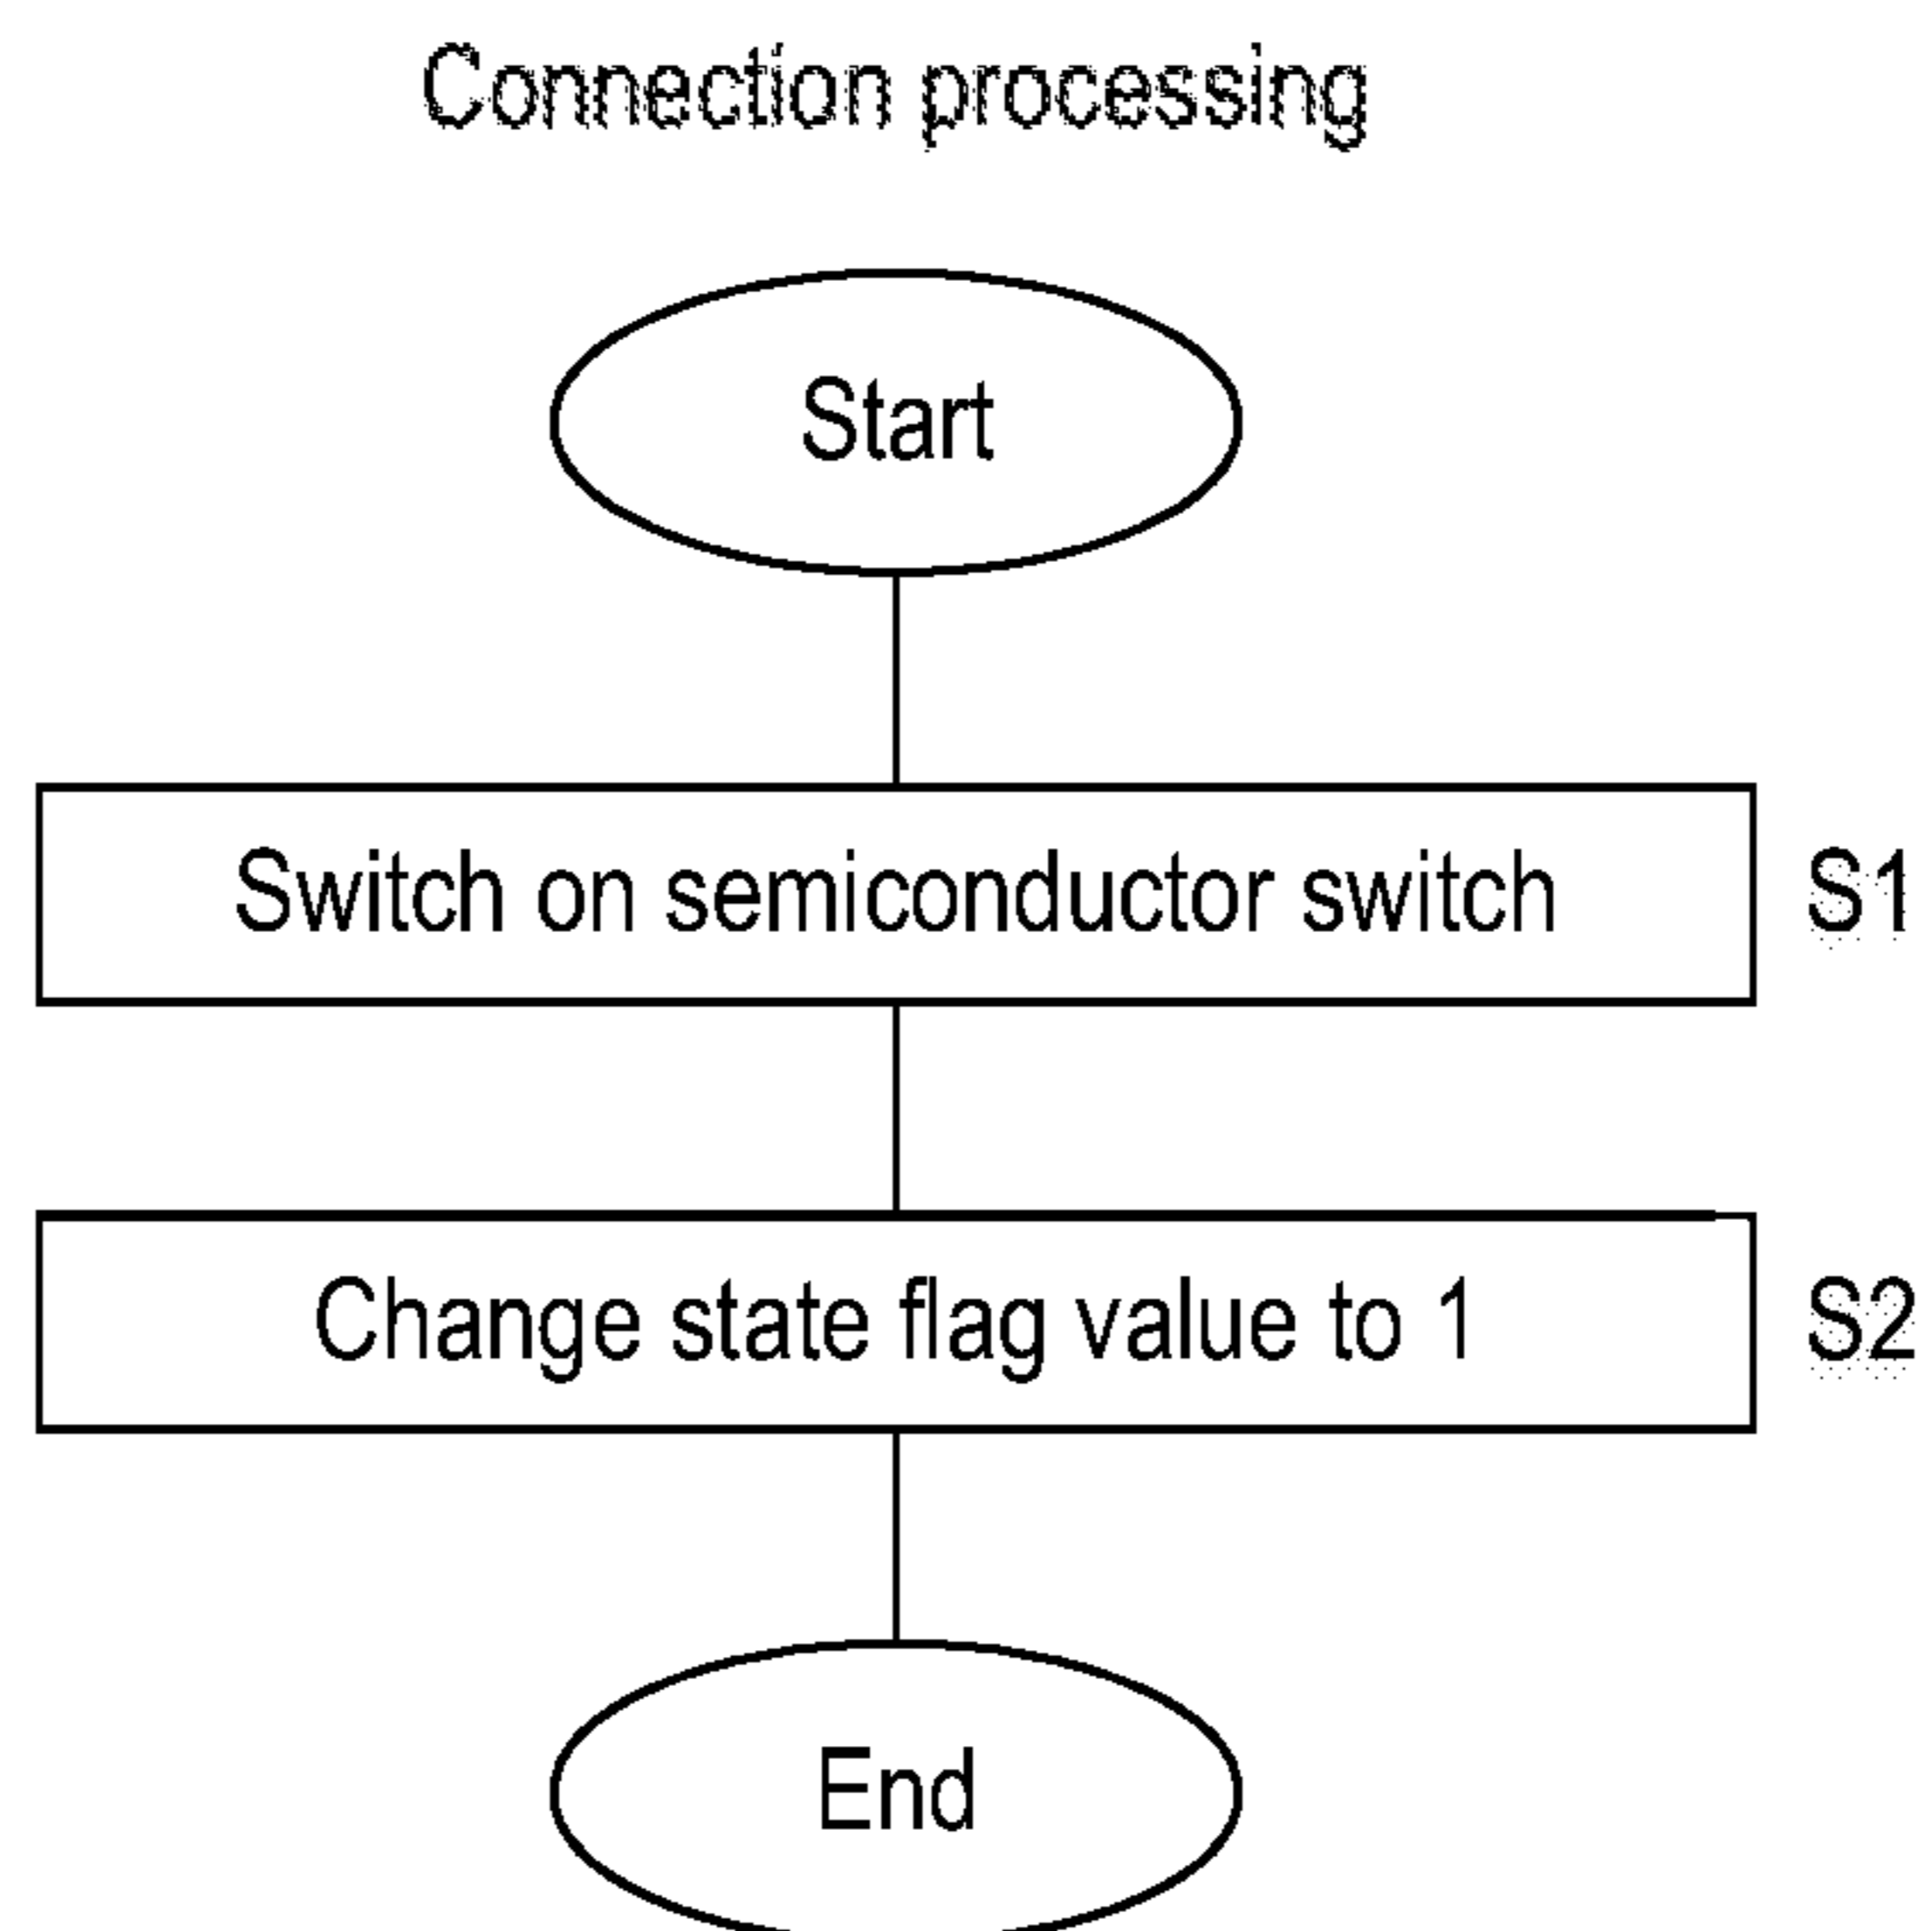 Connection processing
Start
Switch on semiconductor switch S1
Change state flag value to 1 S2
End